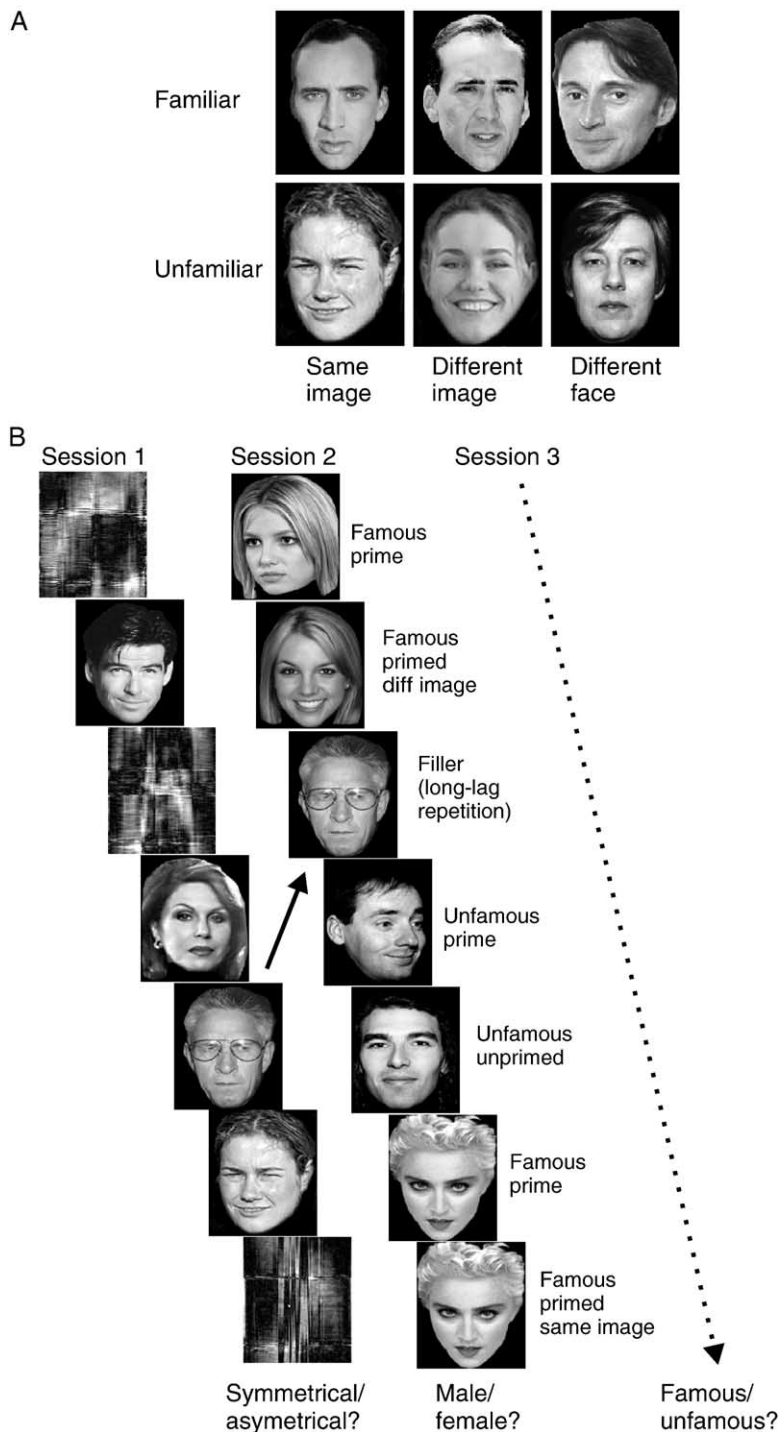 A
Familiar
Unfamiliar
Same
image
Different
image
Different
face
B
Session 1
Session 2
Session 3
Famous
prime
Famous
primed
diff image
Filler
(long-lag
repetition)
Unfamous
prime
Unfamous
unprimed
Famous
prime
Famous
primed
same image
Symmetrical/
asymetrical?
Male/
female?
Famous/
unfamous?